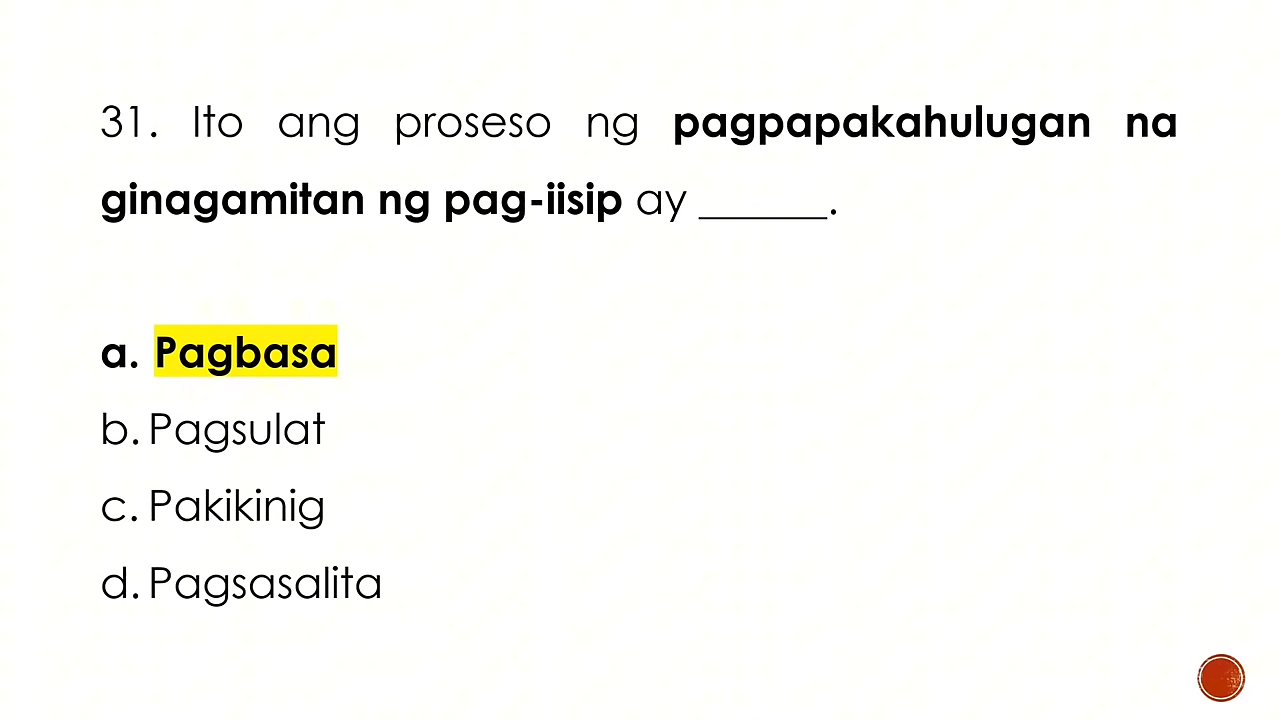 31. Ito ang proseso ng pagpapakahulugan na
ginagamitan ng pag-iisip ay ______.
a. Pagbasa
b. Pagsulat
c. Pakikinig
d. Pagsasalita